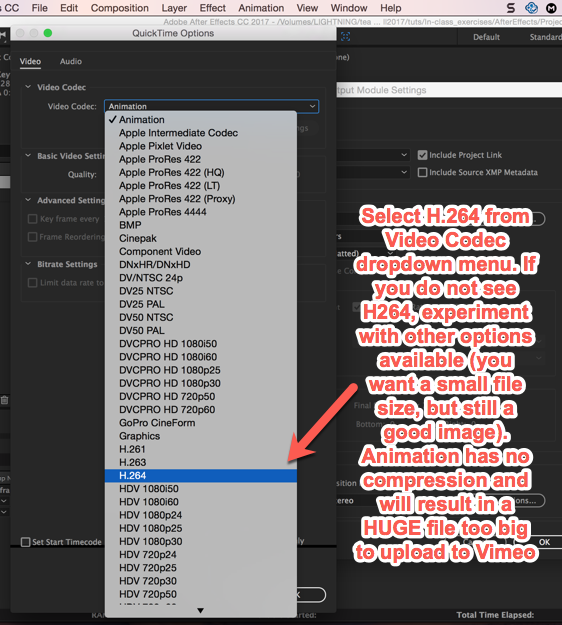 s CC File Edit Composition Layer Effect Animation View Window Help
Adobe After Effects CC 2017 - /Volumes/LIGHTNING/tea
ll2017/tuts/In-class_exercises/AfterEffects/Project
QuickTime Options
Default Standard
Video Audio
one)
Video Codec
utput Module Settings
Video Codec: Animation
ngs
Animation
Apple Intermediate Codec
Apple Pixlet Video
Apple ProRes 422
Apple ProRes 422 (HQ)
Apple ProRes 422 (LT)
Apple ProRes 422 (Proxy)
Apple ProRes 4444
BMP
Cinepak
Component Video
DNxHR/DNxHD
DV/NTSC 24p
DV25 NTSC
DV25 PAL
DV50 NTSC
DV50 PAL
DVCPRO HD 1080i50
DVCPRO HD 1080i60
DVCPRO HD 1080p25
DVCPRO HD 1080p30
DVCPRO HD 720p50
DVCPRO HD 720p60
GoPro CineForm
Graphics
H.261
H.263
H.264
HDV 1080i50
HDV 1080i60
HDV 1080p24
HDV 1080p25
HDV 1080p30
HDV 720p24
HDV 720p25
HDV 720p30
HDV 720p50
Basic Video Settin
Quality:
Advanced Setting
Key frame every
Frame Reordering
Bitrate Settings
Limit data rate to
Set Start Timecode
Include Project Link
Include Source XMP Metadata
Select H.264 from
Video Codec
dropdown menu. If
you do not see
H264, experiment
with other options
available (you
want a small file
size, but still a
good image).
Animation has no
compression and
will result in a
HUGE file too big
to upload to Vimeo
Final
Bottom
OK
Total Time Elapsed: